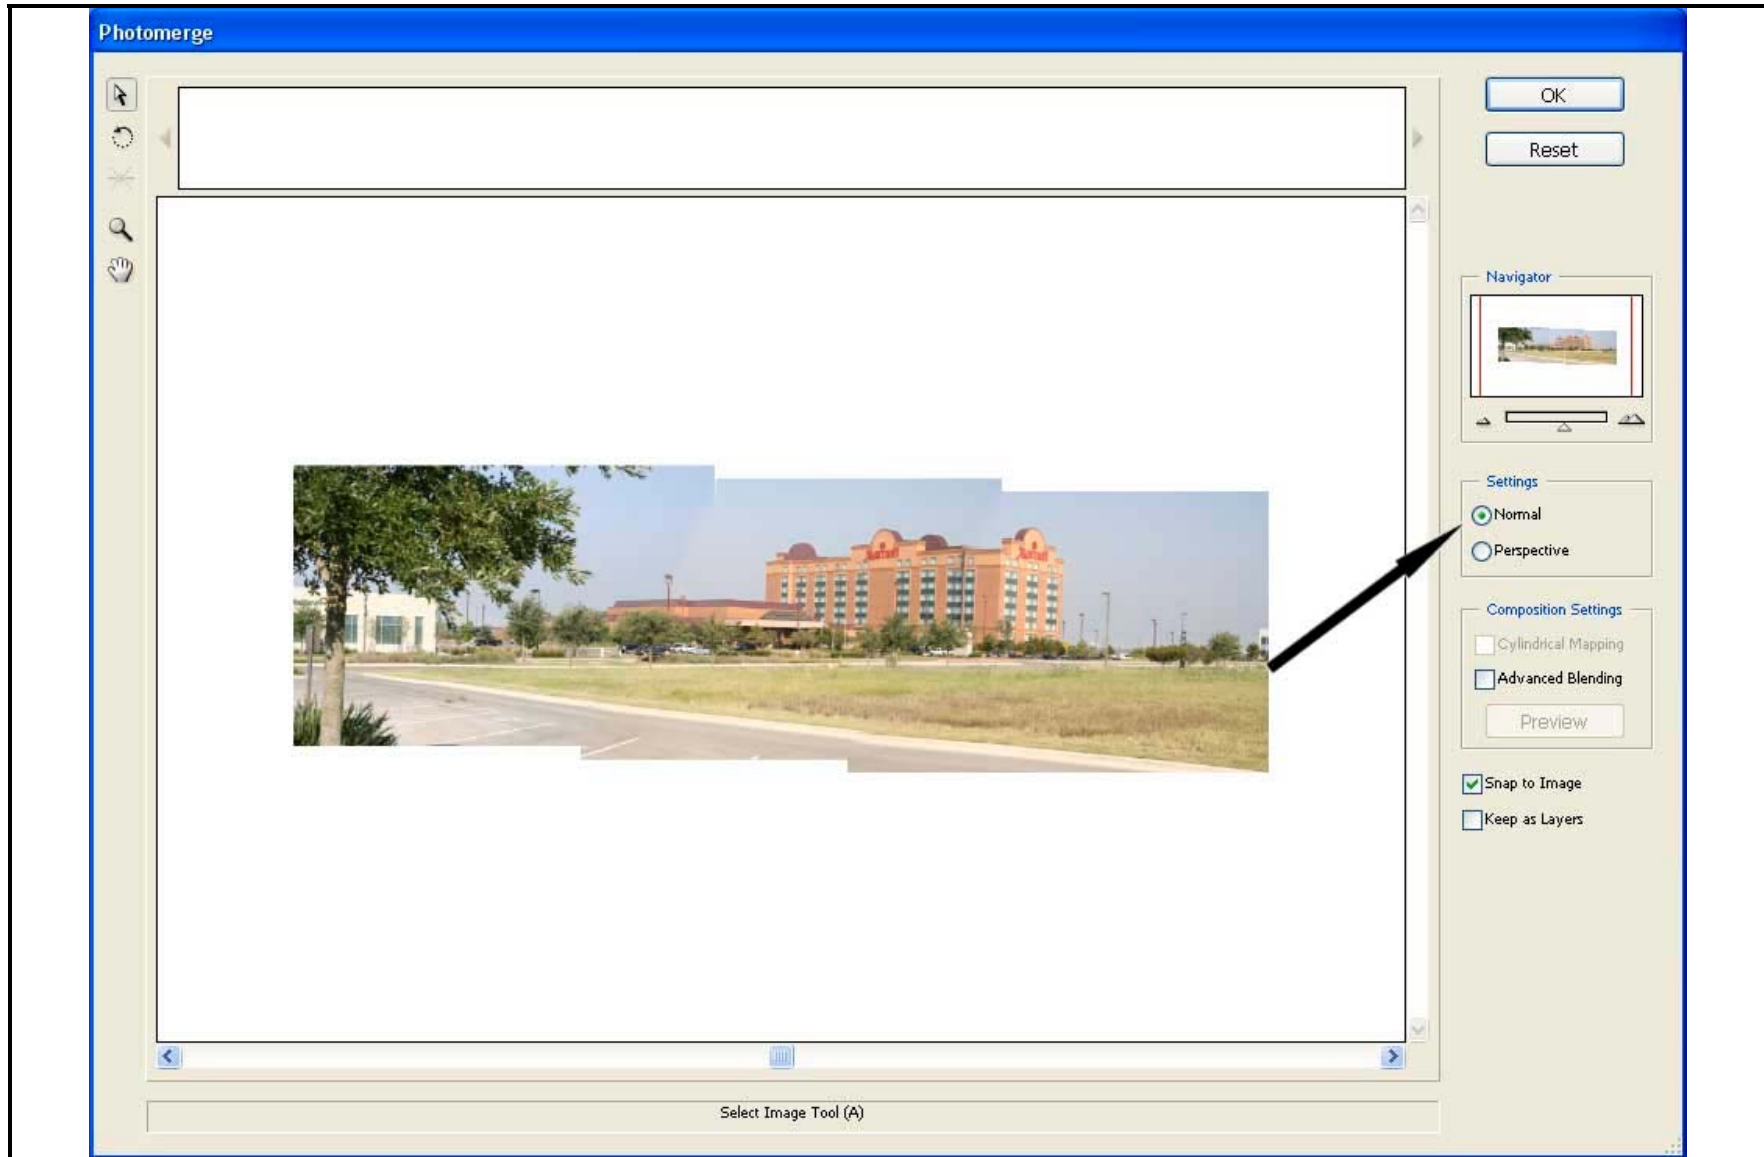 Photomerge
OK
Reset
Navigator
Settings
Normal
Perspective
Composition Settings
Cylindrical Mapping
Advanced Blending
Preview
Snap to Image
Keep as Layers
Select Image Tool (A)